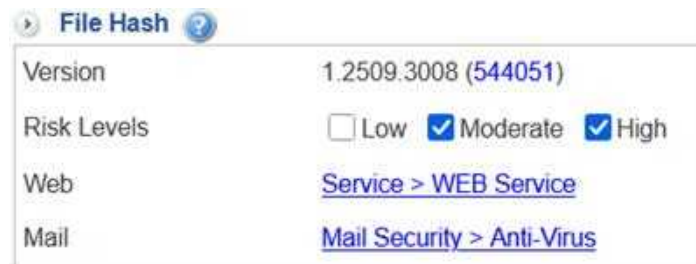 File Hash
Version 1.2509.3008 (544051)
Risk Levels Low Moderate High
Web Service > WEB Service
Mail Mail Security > Anti-Virus